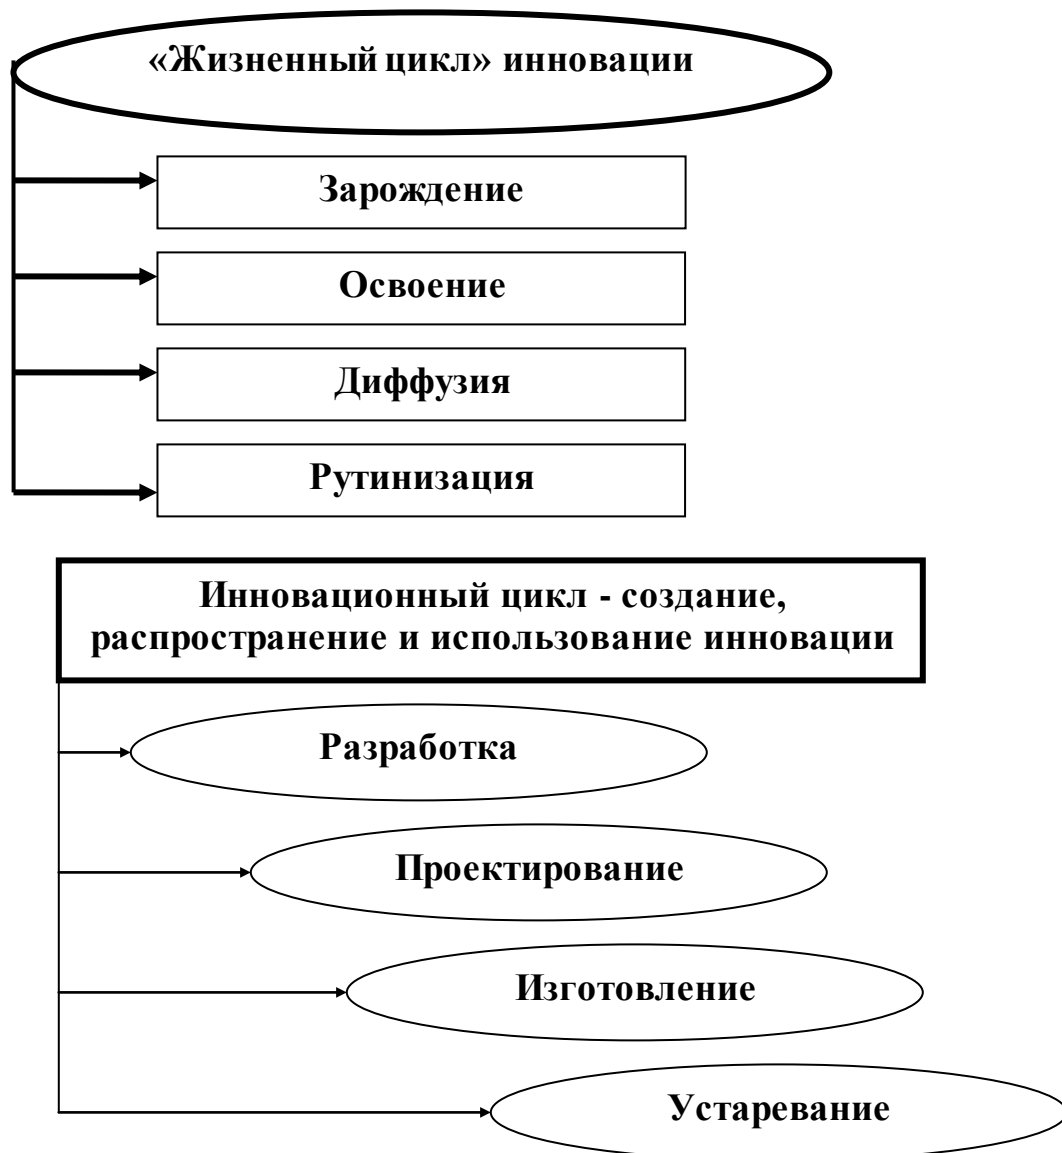 «Жизненный цикл» инновации
Зарождение
Освоение
Диффузия
Рутинизация
Инновационный цикл - создание,
распространение и использование инновации
Разработка
Проектирование
Изготовление
Устаревание